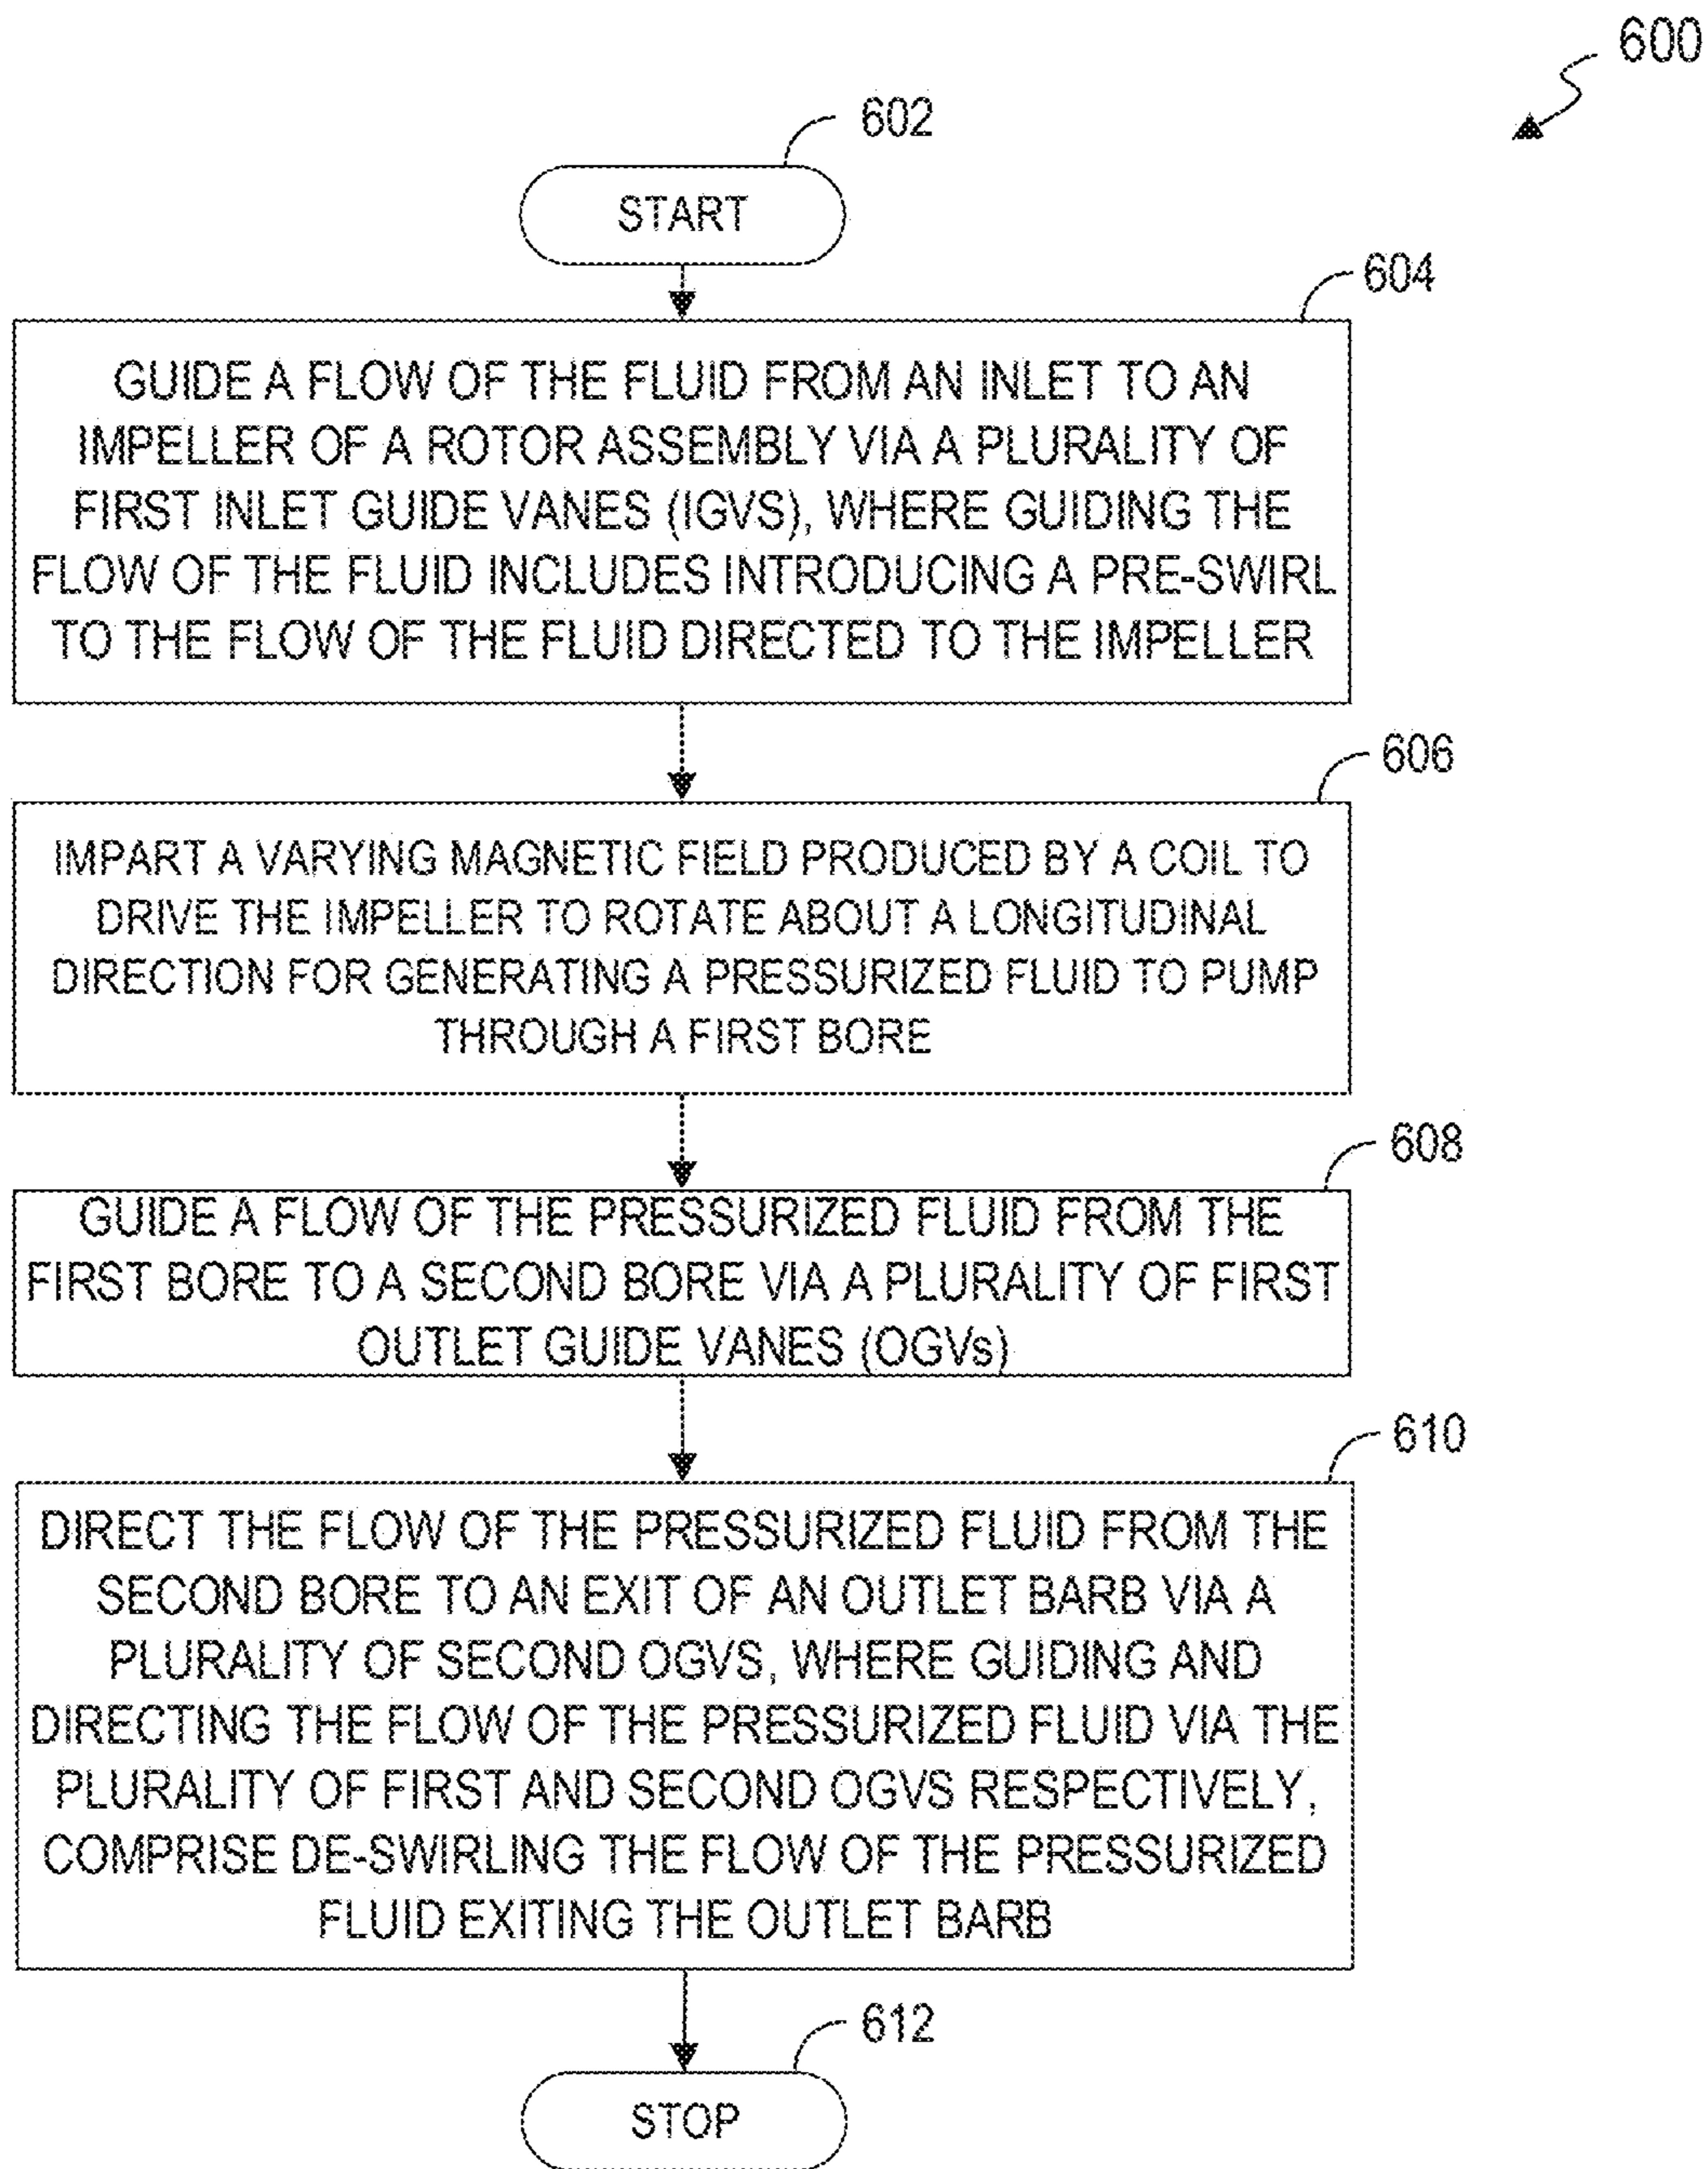 600
602
START
604
GUIDE A FLOW OF THE FLUID FROM AN INLET TO AN
IMPELLER OF A ROTOR ASSEMBLY VIA A PLURALITY OF
FIRST INLET GUIDE VANES (IGVS), WHERE GUIDING THE
FLOW OF THE FLUID INCLUDES INTRODUCING A PRE-SWIRL
TO THE FLOW OF THE FLUID DIRECTED TO THE IMPELLER
606
IMPART A VARYING MAGNETIC FIELD PRODUCED BY A COIL TO
DRIVE THE IMPELLER TO ROTATE ABOUT A LONGITUDINAL
DIRECTION FOR GENERATING A PRESSURIZED FLUID TO PUMP
THROUGH A FIRST BORE
608
GUIDE A FLOW OF THE PRESSURIZED FLUID FROM THE
FIRST BORE TO A SECOND BORE VIA A PLURALITY OF FIRST
OUTLET GUIDE VANES (OGVs)
610
DIRECT THE FLOW OF THE PRESSURIZED FLUID FROM THE
SECOND BORE TO AN EXIT OF AN OUTLET BARB VIA A
PLURALITY OF SECOND OGVS, WHERE GUIDING AND
DIRECTING THE FLOW OF THE PRESSURIZED FLUID VIA THE
PLURALITY OF FIRST AND SECOND OGVS RESPECTIVELY,
COMPRISE DE-SWIRLING THE FLOW OF THE PRESSURIZED
FLUID EXITING THE OUTLET BARB
612
STOP